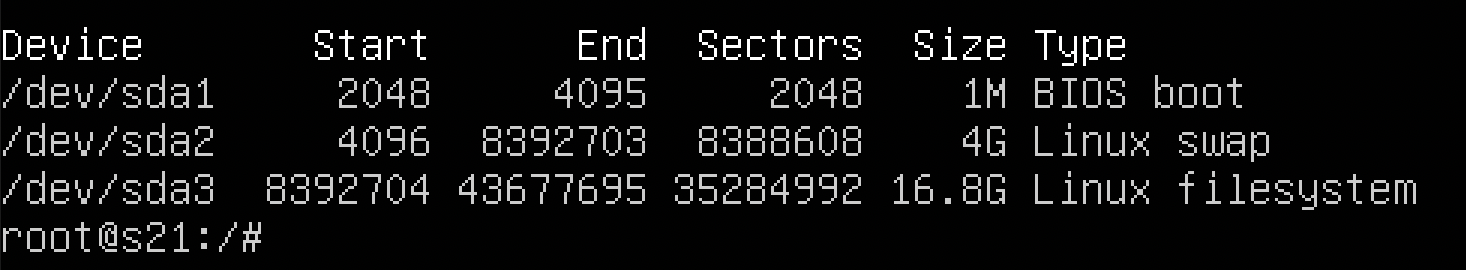 Device       Start      End  Sectors  Size Type
/dev/sda1     2048     4095     2048    1M BIOS boot
/dev/sda2     4096  8392703  8388608    4G Linux swap
/dev/sda3  8392704 43677695 35284992 16.8G Linux filesystem
root@s21:/#